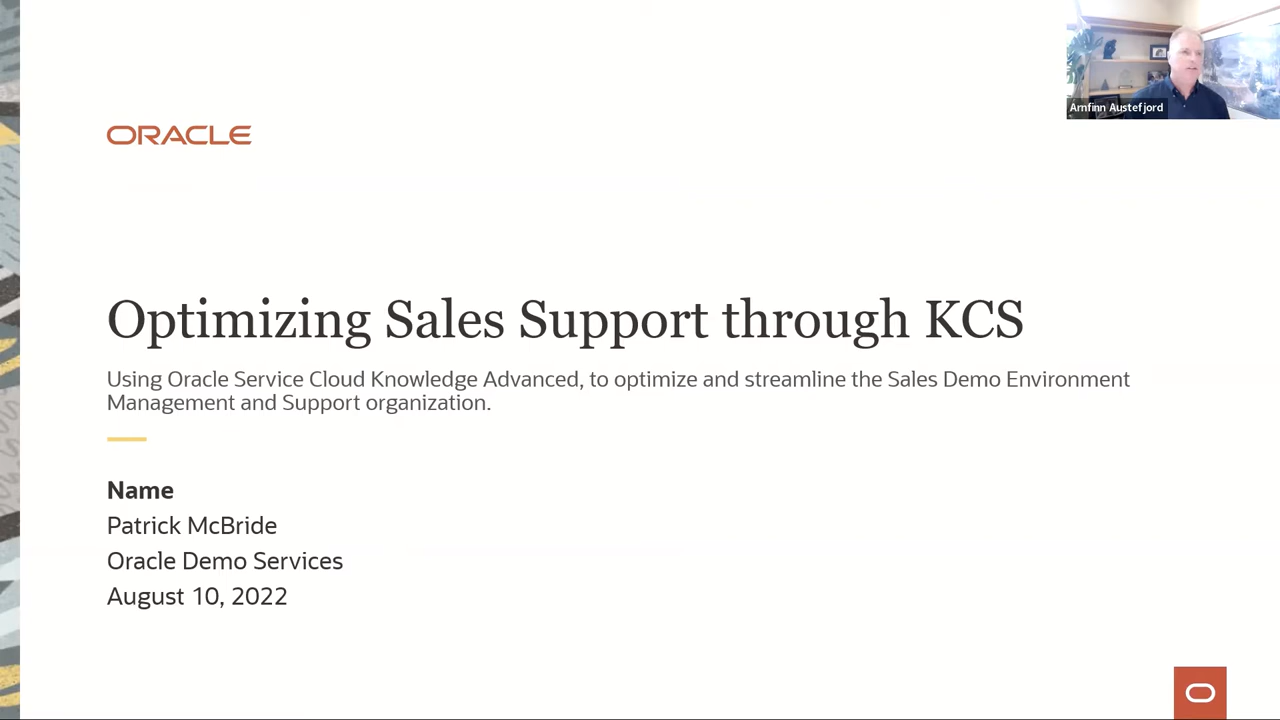 Arnfinn Austefjord
ORACLE
Optimizing Sales Support through KCS
Using Oracle Service Cloud Knowledge Advanced, to optimize and streamline the Sales Demo Environment
Management and Support organization.
Name
Patrick McBride
Oracle Demo Services
August 10, 2022